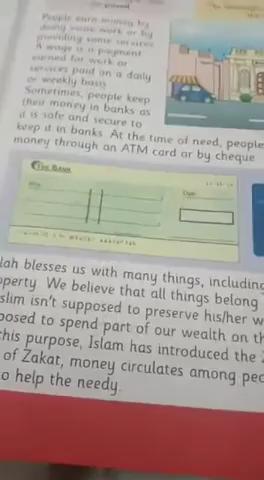 People earn money by
doing some work or by
providing some services
A wage is a payment
earned for work or
services paid on a daily
or weekly basis
Sometimes, people keep
their money in banks as
it is safe and secure to
keep it in banks. At the time of need, people
money through an ATM card or by cheque
The Bank
Date
lah blesses us with many things, including
operty. We believe that all things belong
slim isn't supposed to preserve his/her w
posed to spend part of our wealth on th
this purpose, Islam has introduced the
of Zakat, money circulates among peo
o help the needy.